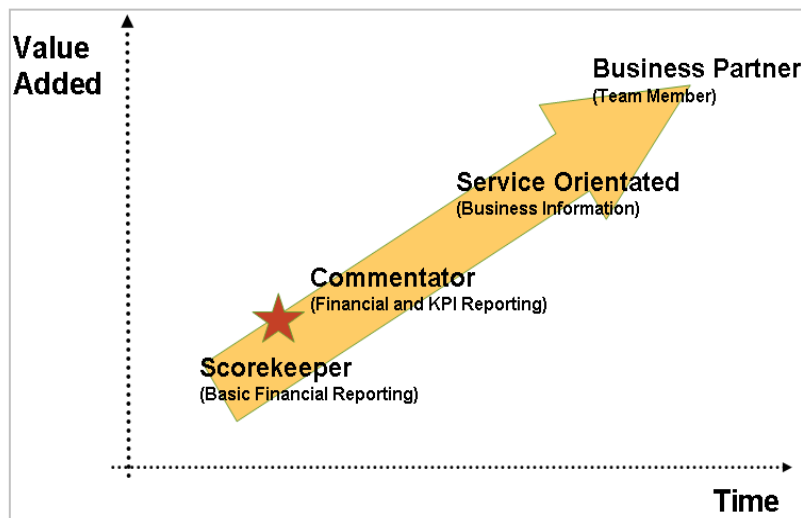 Value
Added
Business Partner
(Team Member)
Service Orientated
(Business Information)
Commentator
(Financial and KPI Reporting)
Scorekeeper
(Basic Financial Reporting)
Time